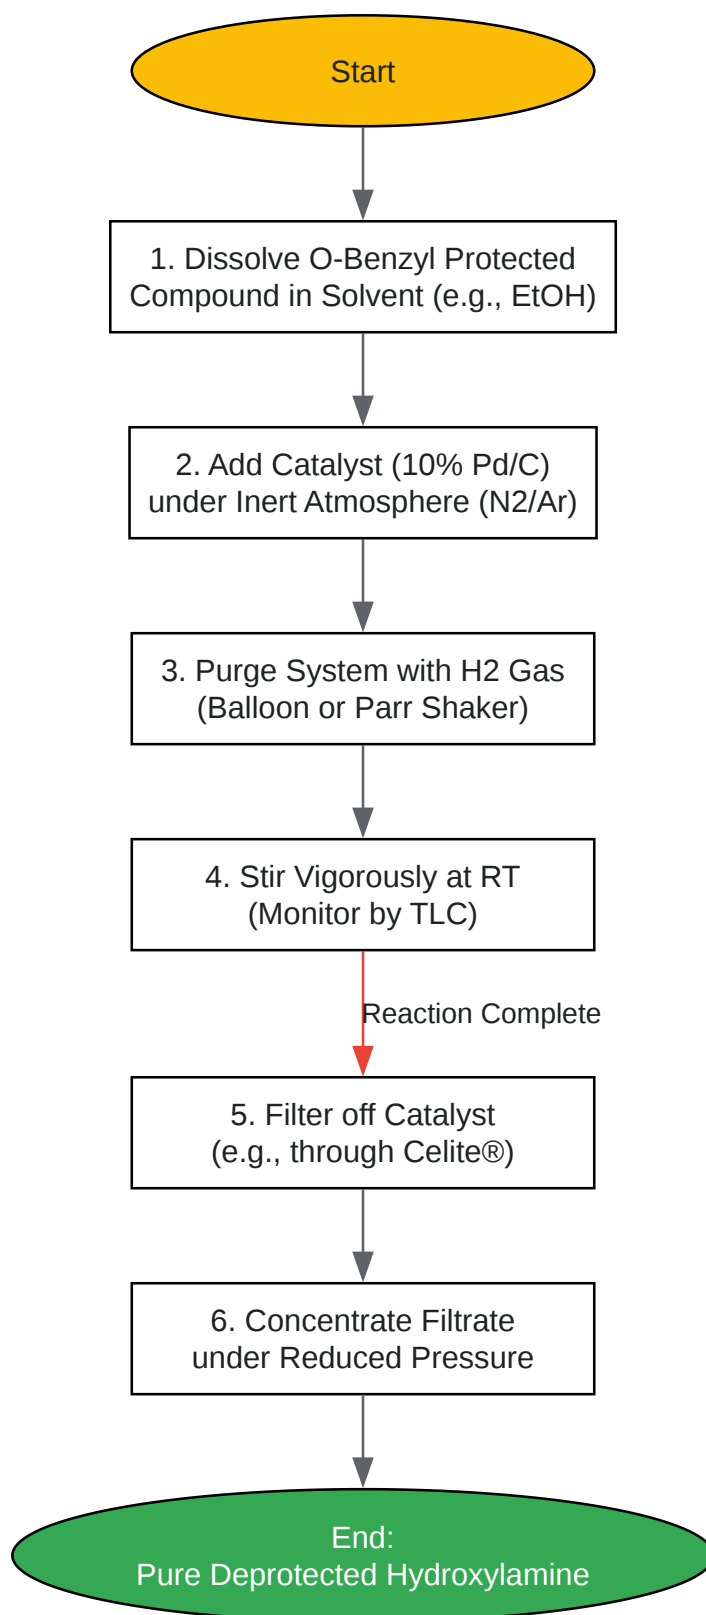 Start
1. Dissolve O-Benzyl Protected
Compound in Solvent (e.g., EtOH)
2. Add Catalyst (10% Pd/C)
under Inert Atmosphere (N2/Ar)
3. Purge System with H2 Gas
(Balloon or Parr Shaker)
4. Stir Vigorously at RT
(Monitor by TLC)
Reaction Complete
5. Filter off Catalyst
(e.g., through Celite®)
6. Concentrate Filtrate
under Reduced Pressure
End:
Pure Deprotected Hydroxylamine